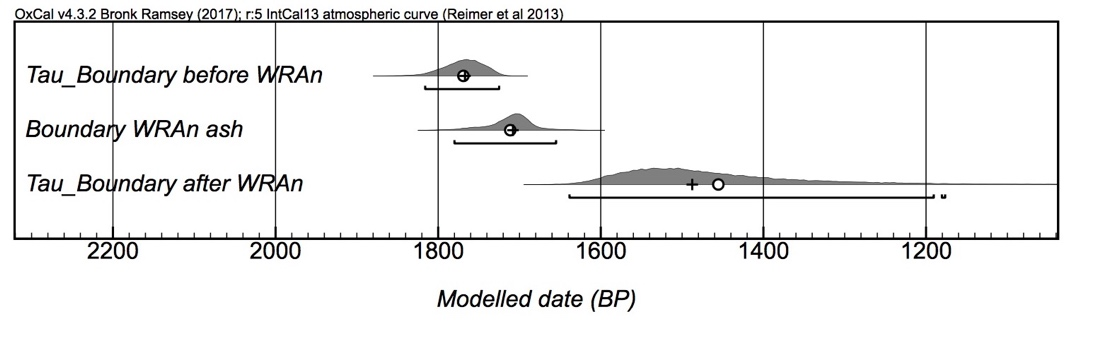 OxCal v4.3.2 Bronk Ramsey (2017); r:5 IntCal13 atmospheric curve (Reimer et al 2013)
Tau_Boundary before WRAn
Boundary WRAn ash
Tau_Boundary after WRAn
2200 2000 1800 1600 1400 1200
Modelled date (BP)